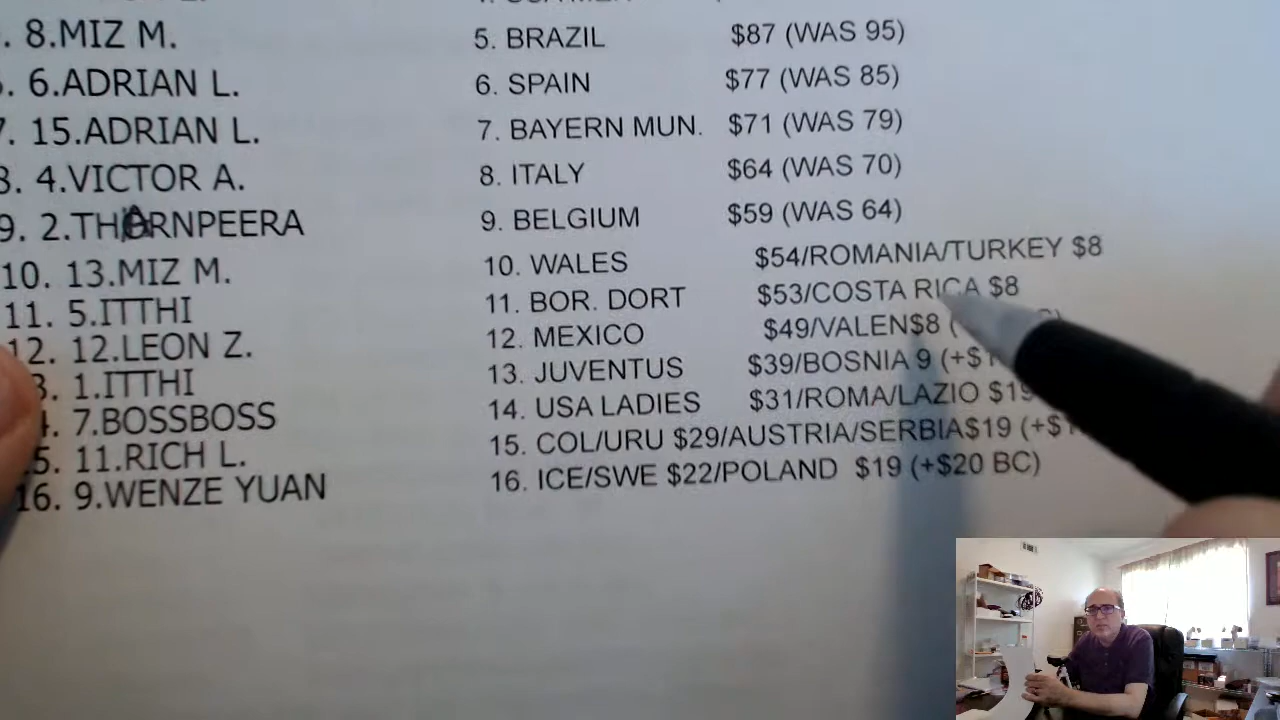 8.MIZ M. 5. BRAZIL $87 (WAS 95)
6.ADRIAN L. 6. SPAIN $77 (WAS 85)
15.ADRIAN L. 7. BAYERN MUN. $71 (WAS 79)
4.VICTOR A. 8. ITALY $64 (WAS 70)
9. 2.THARNPEERA 9. BELGIUM $59 (WAS 64)
10. 13.MIZ M. 10. WALES $54/ROMANIA/TURKEY $8
11. 5.ITTHI 11. BOR. DORT $53/COSTA RICA $8
12. 12.LEON Z. 12. MEXICO $49/VALEN$8 (
1.ITTHI 13. JUVENTUS $39/BOSNIA 9 (+$
7.BOSSBOSS 14. USA LADIES $31/ROMA/LAZIO $19
11.RICH L. 15. COL/URU $29/AUSTRIA/SERBIA$19 (+$
16. 9.WENZE YUAN 16. ICE/SWE $22/POLAND $19 (+$20 BC)